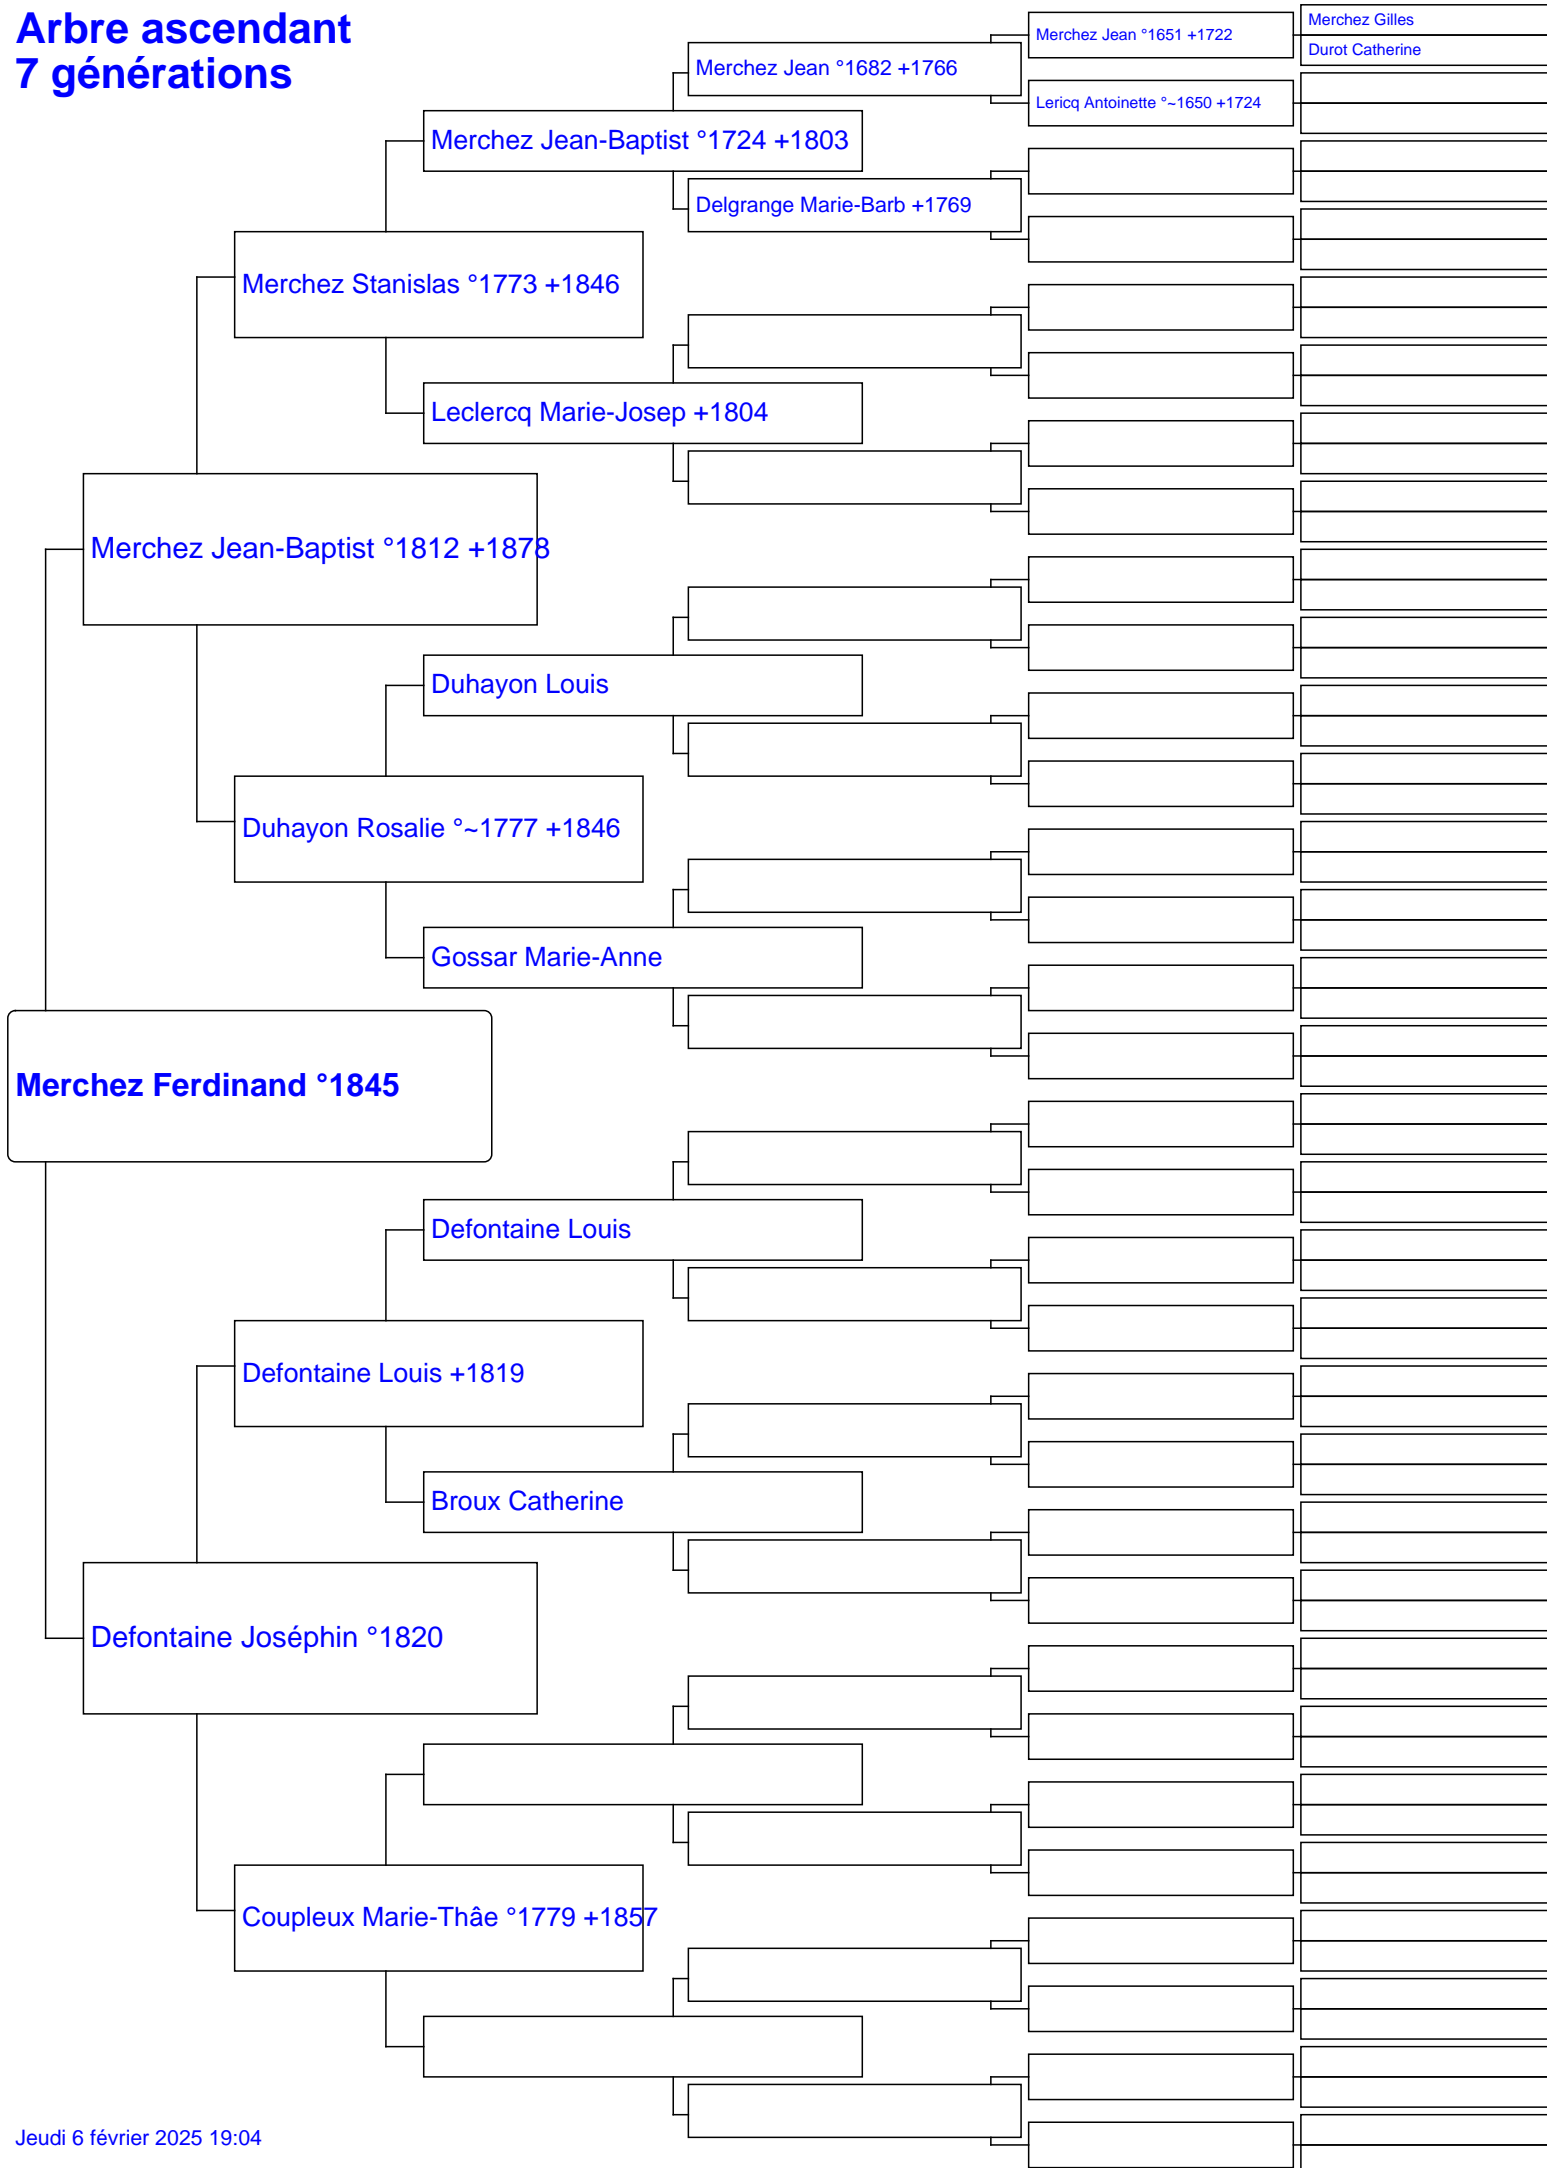 Arbre ascendant
7 générations
Merchez Gilles
Merchez Jean °1651 +1722
Durot Catherine
Merchez Jean °1682 +1766
Lericq Antoinette °~1650 +1724
Merchez Jean-Baptist °1724 +1803
Delgrange Marie-Barb +1769
Merchez Stanislas °1773 +1846
Leclercq Marie-Josep +1804
Merchez Jean-Baptist °1812 +1878
Duhayon Louis
Duhayon Rosalie °~1777 +1846
Gossar Marie-Anne
Merchez Ferdinand °1845
Defontaine Louis
Defontaine Louis +1819
Broux Catherine
Defontaine Joséphin °1820
Coupleux Marie-Thâe °1779 +1857
Jeudi 6 février 2025 19:04